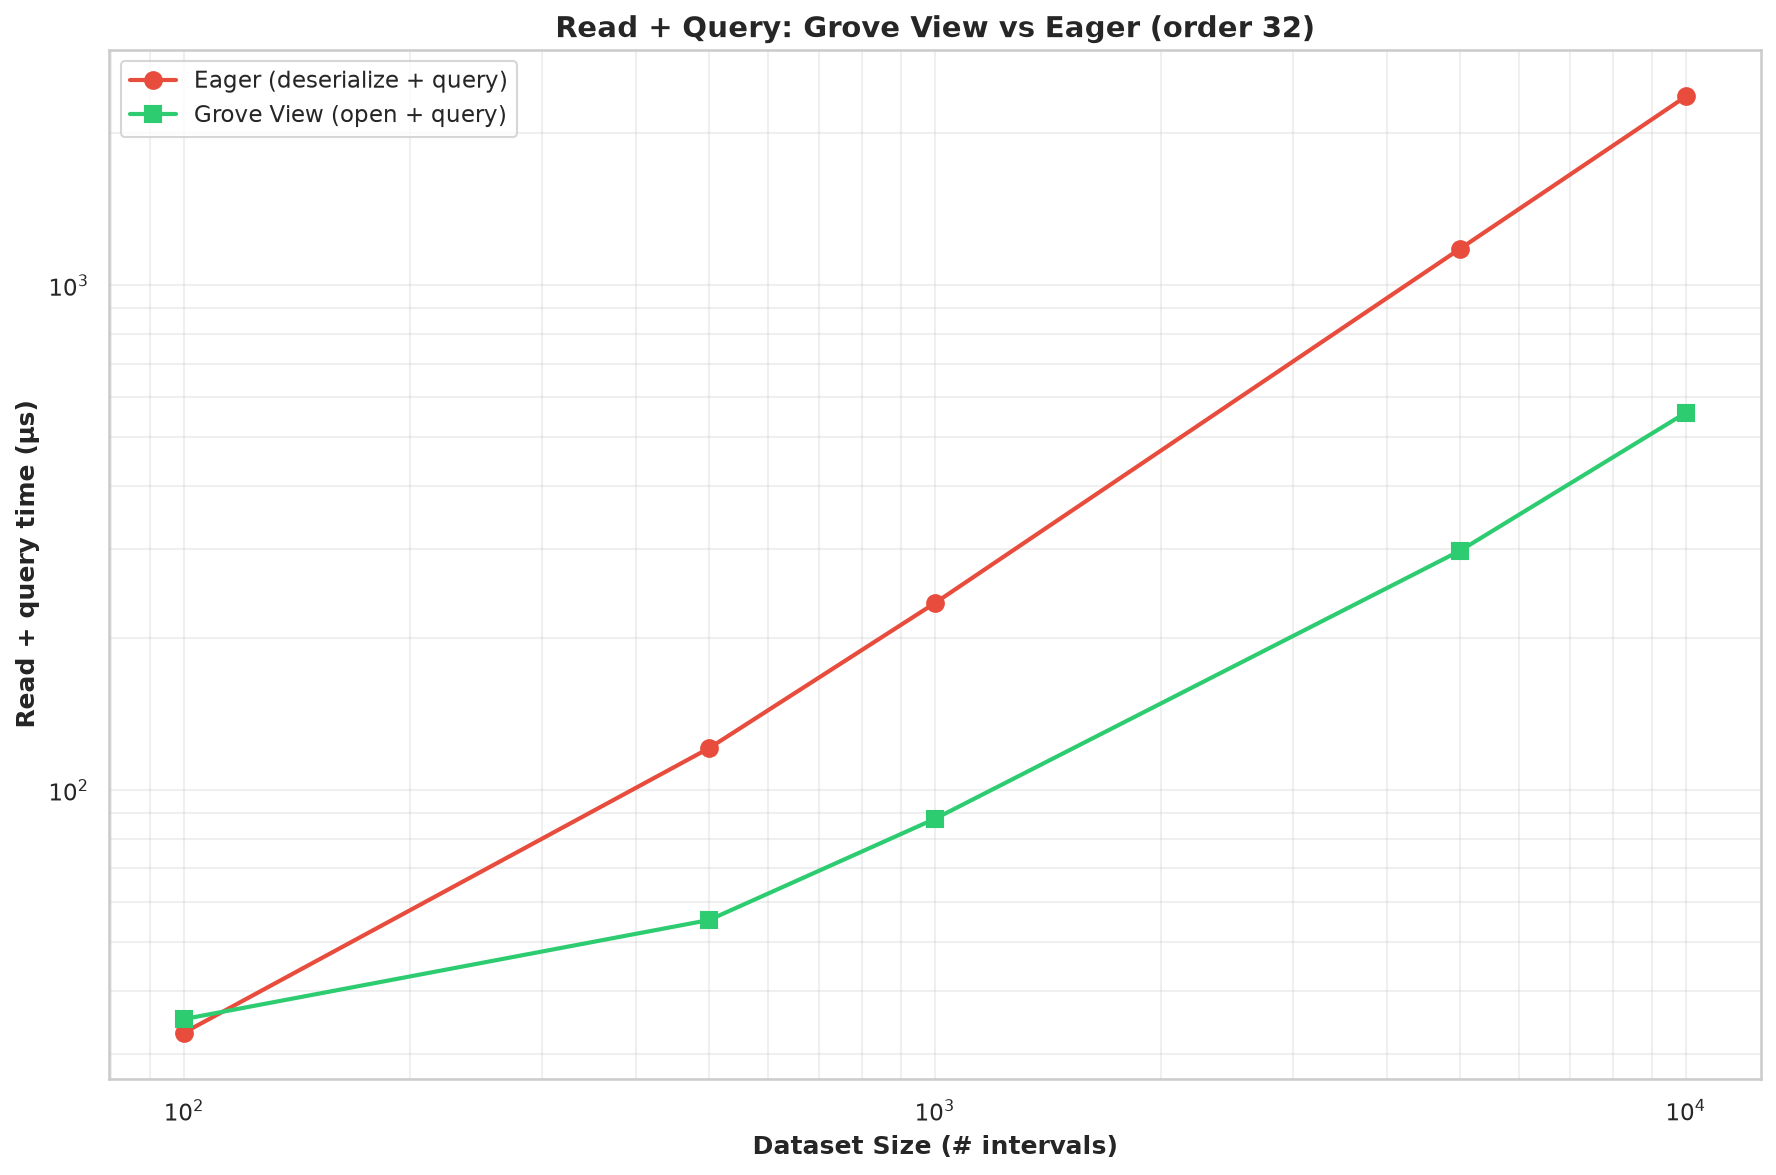 Read + Query: Grove View vs Eager (order 32)
Eager (deserialize + query)
Grove View (open + query)
Read + query time (µs)
10³
10²
10² 10³ 10⁴
Dataset Size (# intervals)